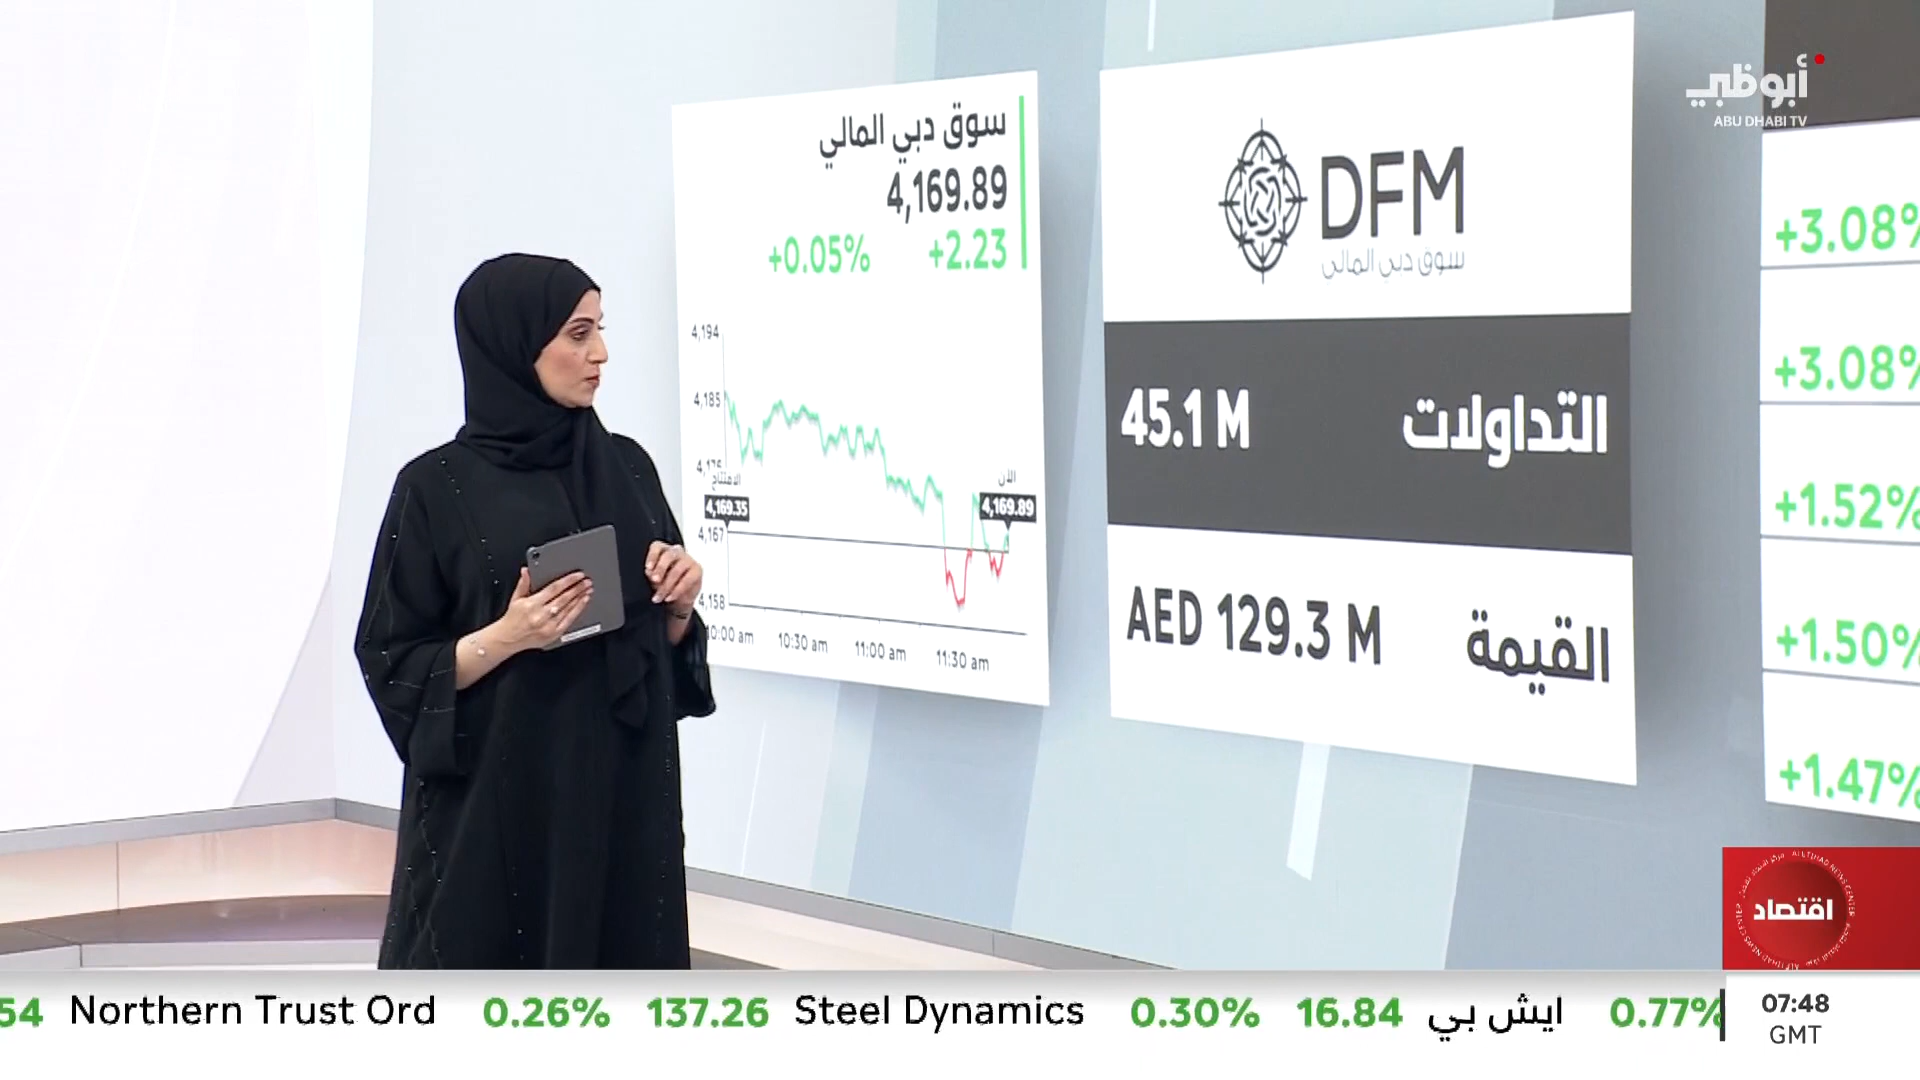 أبوظبي
ABU DHABI TV
سوق دبي المالي
4,169.89
+0.05% +2.23
4,194
4,185
4,175
الافتتاح
4,169.35
الآن
4,169.89
4,167
4,158
10:00 am 10:30 am 11:00 am 11:30 am
DFM
سوق دبي المالي
التداولات 45.1 M
القيمة AED 129.3 M
+3.08%
+3.08%
+1.52%
+1.50%
+1.47%
اقتصاد
54 Northern Trust Ord 0.26% 137.26 Steel Dynamics 0.30% 16.84 ايش بي 0.77%
07:48
GMT